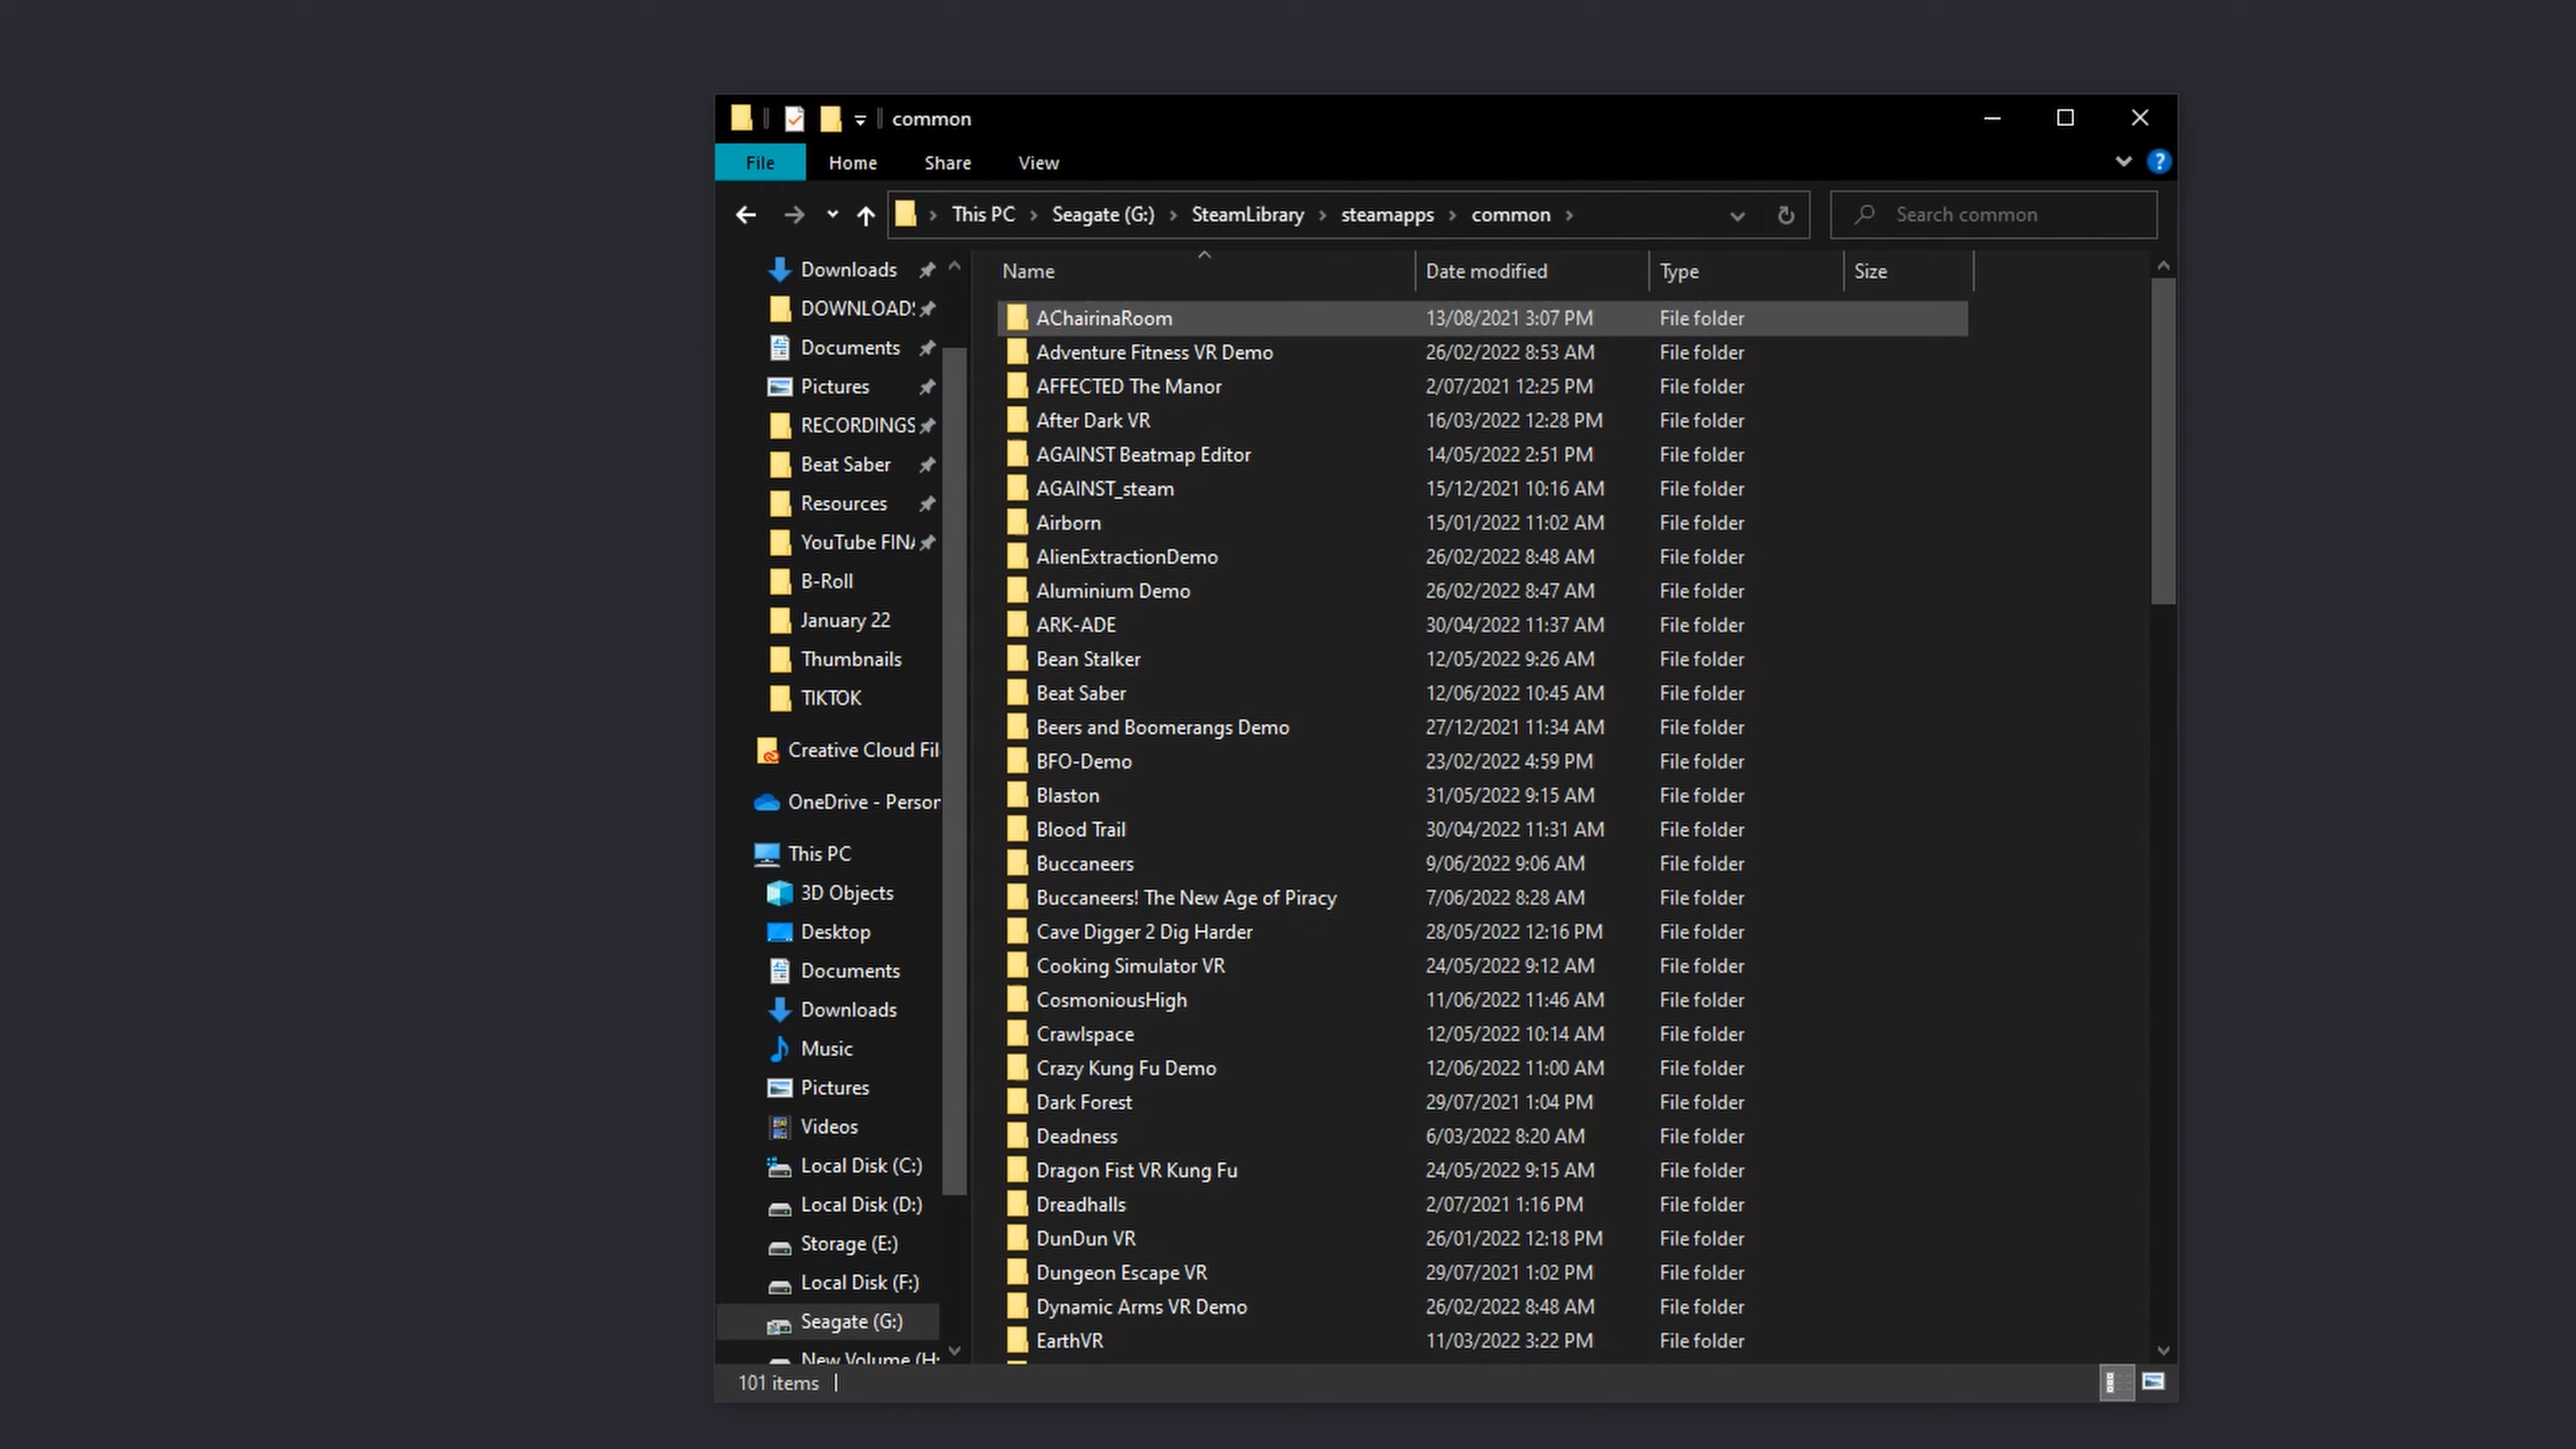 common
File Home Share View
This PC Seagate (G:) SteamLibrary steamapps common
Search common
Downloads
DOWNLOADS
Documents
Pictures
RECORDINGS
Beat Saber
Resources
YouTube FINA
B-Roll
January 22
Thumbnails
TIKTOK
Creative Cloud Fil
OneDrive - Person
This PC
3D Objects
Desktop
Documents
Downloads
Music
Pictures
Videos
Local Disk (C:)
Local Disk (D:)
Storage (E:)
Local Disk (F:)
Seagate (G:)
New Volume (H:
Name Date modified Type Size
AChairinaRoom 13/08/2021 3:07 PM File folder
Adventure Fitness VR Demo 26/02/2022 8:53 AM File folder
AFFECTED The Manor 2/07/2021 12:25 PM File folder
After Dark VR 16/03/2022 12:28 PM File folder
AGAINST Beatmap Editor 14/05/2022 2:51 PM File folder
AGAINST_steam 15/12/2021 10:16 AM File folder
Airborn 15/01/2022 11:02 AM File folder
AlienExtractionDemo 26/02/2022 8:48 AM File folder
Aluminium Demo 26/02/2022 8:47 AM File folder
ARK-ADE 30/04/2022 11:37 AM File folder
Bean Stalker 12/05/2022 9:26 AM File folder
Beat Saber 12/06/2022 10:45 AM File folder
Beers and Boomerangs Demo 27/12/2021 11:34 AM File folder
BFO-Demo 23/02/2022 4:59 PM File folder
Blaston 31/05/2022 9:15 AM File folder
Blood Trail 30/04/2022 11:31 AM File folder
Buccaneers 9/06/2022 9:06 AM File folder
Buccaneers! The New Age of Piracy 7/06/2022 8:28 AM File folder
Cave Digger 2 Dig Harder 28/05/2022 12:16 PM File folder
Cooking Simulator VR 24/05/2022 9:12 AM File folder
CosmoniousHigh 11/06/2022 11:46 AM File folder
Crawlspace 12/05/2022 10:14 AM File folder
Crazy Kung Fu Demo 12/06/2022 11:00 AM File folder
Dark Forest 29/07/2021 1:04 PM File folder
Deadness 6/03/2022 8:20 AM File folder
Dragon Fist VR Kung Fu 24/05/2022 9:15 AM File folder
Dreadhalls 2/07/2021 1:16 PM File folder
DunDun VR 26/01/2022 12:18 PM File folder
Dungeon Escape VR 29/07/2021 1:02 PM File folder
Dynamic Arms VR Demo 26/02/2022 8:48 AM File folder
EarthVR 11/03/2022 3:22 PM File folder
101 items